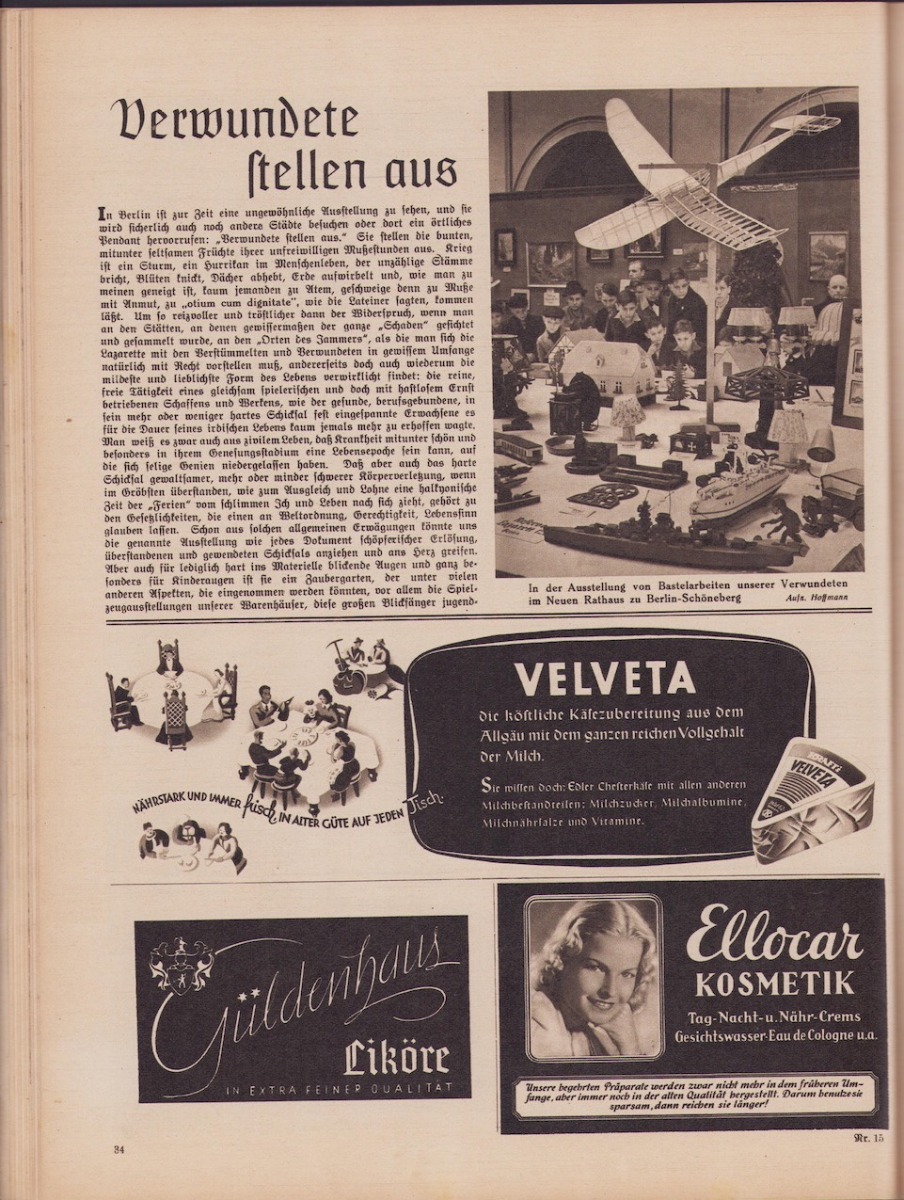 Verwundete
stellen aus
In Berlin ist zur Zeit eine ungewöhnliche Ausstellung zu sehen, und sie
wird sicherlich auch noch andere Städte besuchen oder dort ein örtliches
Pendant hervorrufen: „Verwundete stellen aus.“ Sie stellen die bunten,
mitunter seltsamen Früchte ihrer unfreiwilligen Mußestunden aus. Krieg
ist ein Sturm, ein Hurrikan im Menschenleben, der unzählige Stämme
bricht, Blüten knickt, Dächer abhebt, Erde aufwirbelt und, wie man zu
meinen geneigt ist, kaum jemanden zu Atem, geschweige denn zu Muße
mit Anmut, zu „otium cum dignitate“, wie die Lateiner sagten, kommen
läßt. Um so reizvoller und tröstlicher dann der Widerspruch, wenn man
an den Stätten, an denen gewissermaßen der ganze „Schaden“ gesichtet
und gesammelt wurde, an den „Orten des Jammers“, als die man sich die
Lazarette mit den Verstümmelten und Verwundeten in gewissem Umfange
natürlich mit Recht vorstellen muß, andererseits doch auch wiederum die
mildeste und lieblichste Form des Lebens verwirklicht findet: die reine,
freie Tätigkeit eines gleichsam spielerischen und doch mit hastlosem Ernst
betriebenen Schaffens und Werkens, wie der gesunde, berufsgebundene, in
sein mehr oder weniger hartes Schicksal fest eingespannte Erwachsene es
für die Dauer seines irdischen Lebens kaum jemals mehr zu erhoffen wagte.
Man weiß es zwar auch aus zivilem Leben, daß Krankheit mitunter schön und
besonders in ihrem Genesungsstadium eine Lebensepoche sein kann, auf
die sich selige Genien niedergelassen haben. Daß aber auch das harte
Schicksal gewaltsamer, mehr oder minder schwerer Körperverletzung, wenn
im Gröbsten überstanden, wie zum Ausgleich und Lohne eine halkyonische
Zeit der „Ferien“ vom schlimmen Ich und Leben nach sich zieht, gehört zu
den Gesetzlichkeiten, die einen an Weltordnung, Gerechtigkeit, Lebenssinn
glauben lassen. Schon aus solchen allgemeinen Erwägungen könnte uns
die genannte Ausstellung wie jedes Dokument schöpferischer Erlösung,
überstandenen und gewendeten Schicksals anziehen und ans Herz greifen.
Aber auch für lediglich hart ins Materielle blickende Augen und ganz be-
sonders für Kinderaugen ist sie ein Zaubergarten, der unter vielen
anderen Aspekten, die eingenommen werden könnten, vor allem die Spiel-
zeugausstellungen unserer Warenhäuser, diese großen Blickfänger jugend-
In der Ausstellung von Bastelarbeiten unserer Verwundeten
im Neuen Rathaus zu Berlin-Schöneberg Aufn. Hoffmann
VELVETA
die köstliche Käsezubereitung aus dem
Allgäu mit dem ganzen reichen Vollgehalt
der Milch.
Sie wissen doch: Edler Chesterkäse mit allen anderen
Milchbestandteilen: Milchzucker, Milchalbumine,
Milchnährsalze und Vitamine.
NÄHRSTARK UND IMMER frisch, IN ALTER GÜTE AUF JEDEN Tisch.
KRAFT
VELVETA
Güldenhaus
Liköre
IN EXTRA FEINER QUALITÄT
Ellocar
KOSMETIK
Tag-Nacht-u. Nähr-Crems
Gesichtswasser-Eau de Cologne u.a.
Unsere begehrten Präparate werden zwar nicht mehr in dem früheren Um-
fange, aber immer noch in der alten Qualität hergestellt. Darum benutze sie
sparsam, dann reichen sie länger!
34
Nr. 15